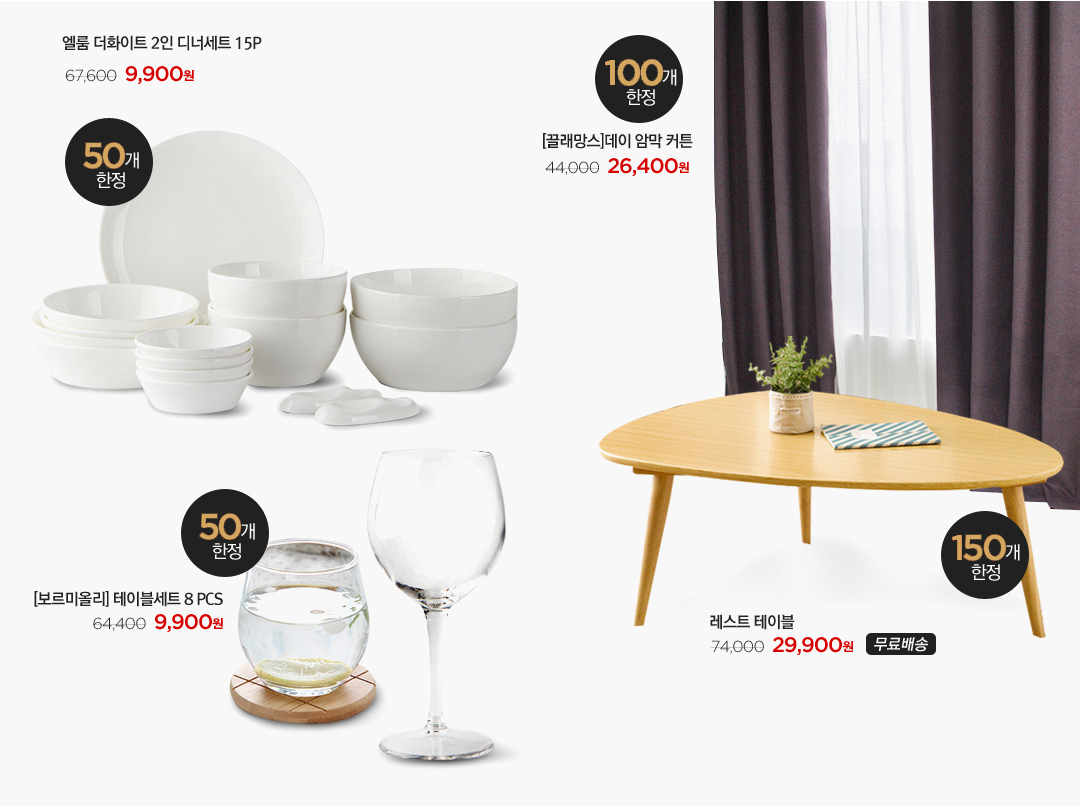 엘룸 더화이트 2인 디너세트 15P
67,600 9,900원
50개
한정
100개
한정
[끌래망스]데이 암막 커튼
44,000 26,400원
50개
한정
[보르미올리] 테이블세트 8 PCS
64,400 9,900원
150개
한정
레스트 테이블
74,000 29,900원 무료배송